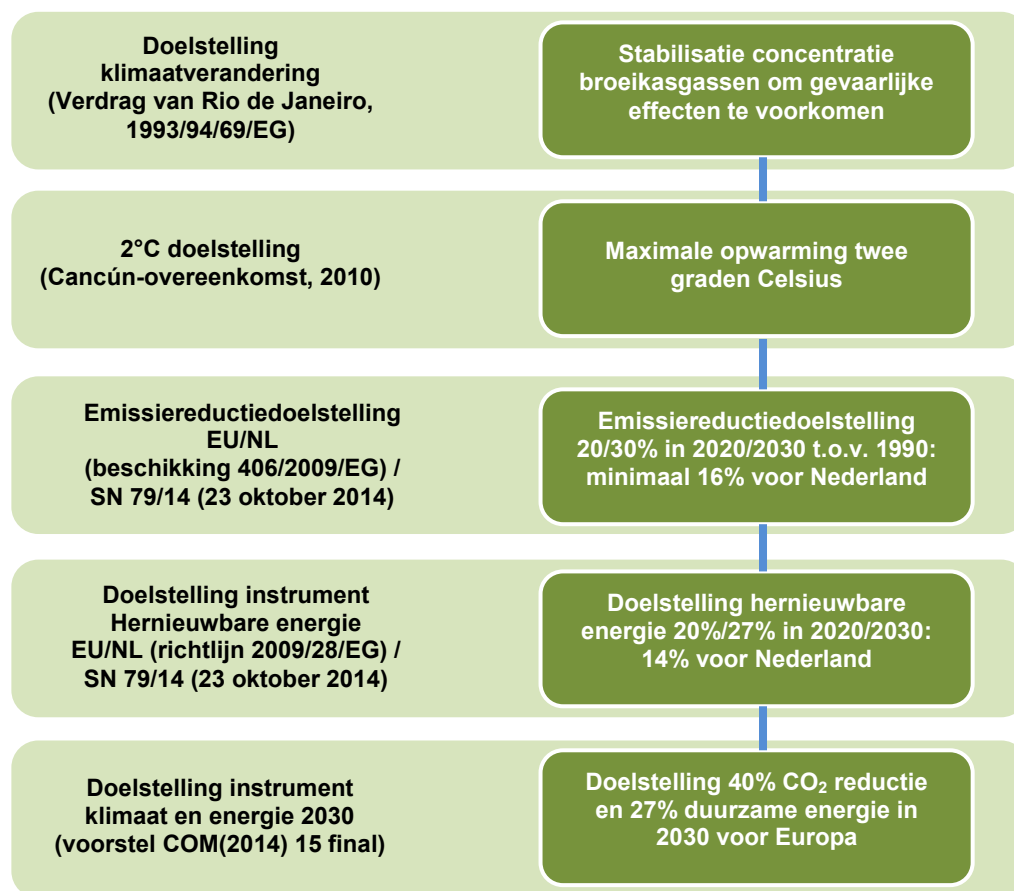 Doelstelling
klimaatverandering
(Verdrag van Rio de Janeiro,
1993/94/69/EG)
Stabilisatie concentratie
broeikasgassen om gevaarlijke
effecten te voorkomen
2°C doelstelling
(Cancún-overeenkomst, 2010)
Maximale opwarming twee
graden Celsius
Emissiereductiedoelstelling
EU/NL
(beschikking 406/2009/EG) /
SN 79/14 (23 oktober 2014)
Emissiereductiedoelstelling
20/30% in 2020/2030 t.o.v. 1990:
minimaal 16% voor Nederland
Doelstelling instrument
Hernieuwbare energie
EU/NL (richtlijn 2009/28/EG) /
SN 79/14 (23 oktober 2014)
Doelstelling hernieuwbare
energie 20%/27% in 2020/2030:
14% voor Nederland
Doelstelling instrument
klimaat en energie 2030
(voorstel COM(2014) 15 final)
Doelstelling 40% CO₂ reductie
en 27% duurzame energie in
2030 voor Europa